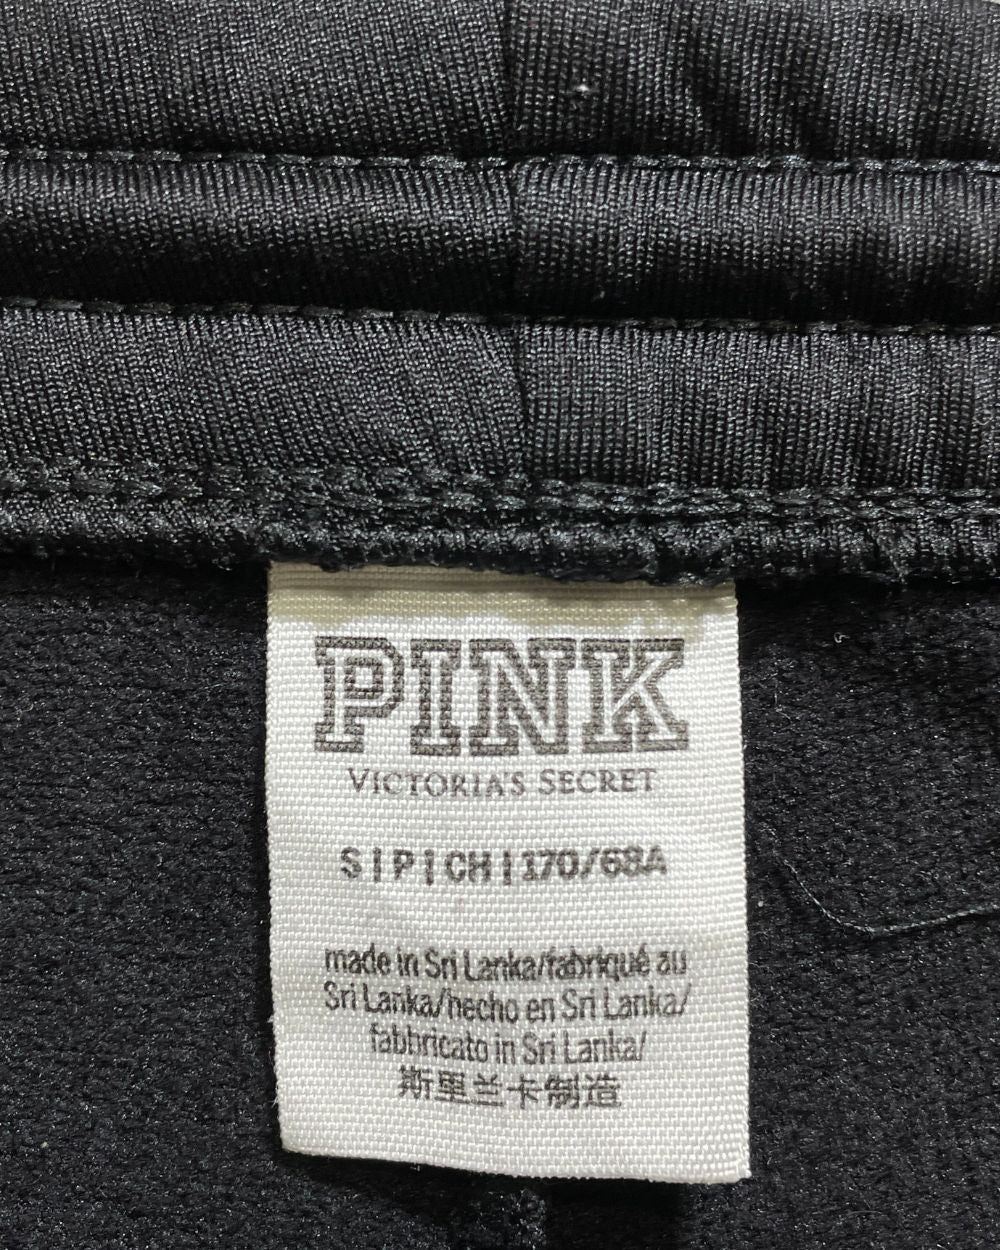 PINK
VICTORIA'S SECRET
S|P|CH|170/68A
made in Sri Lanka/fabriqué au
Sri Lanka/hecho en Sri Lanka/
fabbricato in Sri Lanka/
斯里兰卡制造